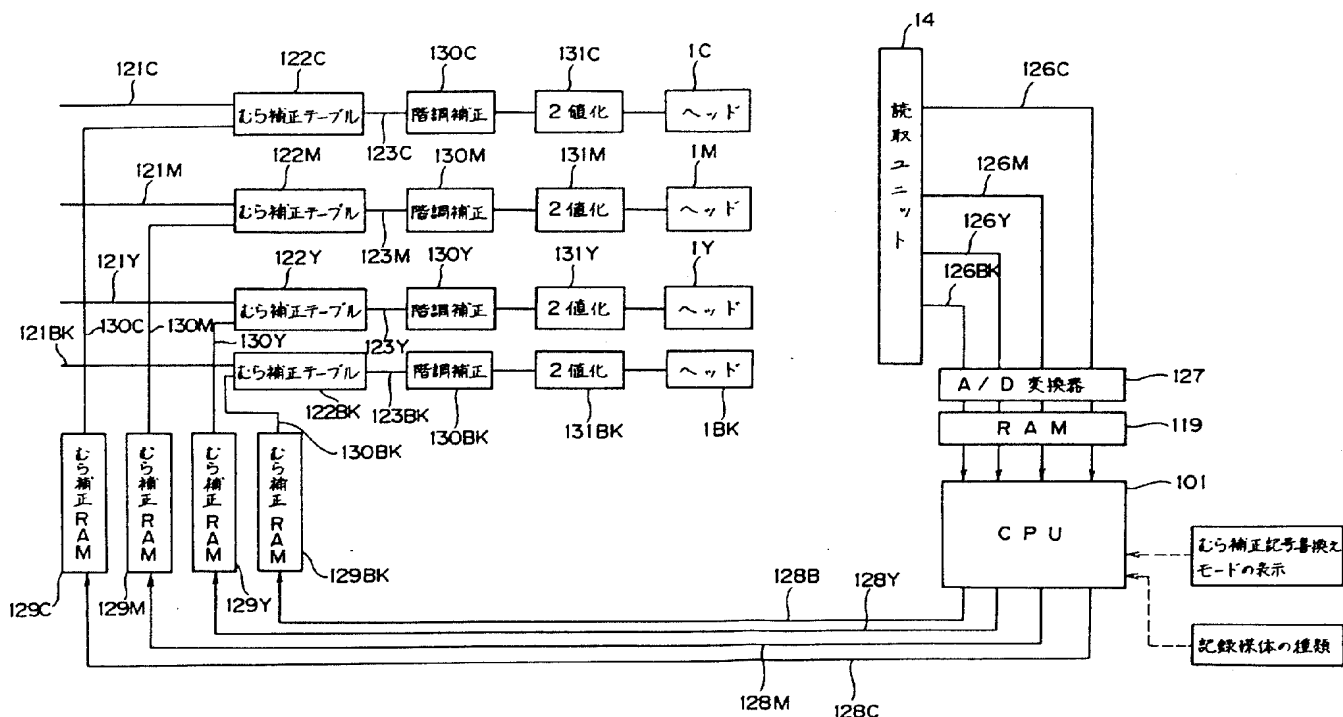 14
121C
122C
130C
131C
1C
126C
むら補正テーブル
階調補正
2値化
ヘッド
123C
読取ユニット
121M
122M
130M
131M
1M
126M
むら補正テーブル
階調補正
2値化
ヘッド
123M
121Y
122Y
130Y
131Y
1Y
126Y
126BK
むら補正テーブル
階調補正
2値化
ヘッド
123Y
121BK
130C
130M
130Y
むら補正テーブル
階調補正
2値化
ヘッド
122BK
123BK
130BK
131BK
1BK
130BK
A/D変換器
127
RAM
119
101
CPU
むら補正RAM
むら補正RAM
むら補正RAM
むら補正RAM
129C
129M
129Y
129BK
むら補正記号書換え
モードの表示
記録媒体の種類
128B
128Y
128M
128C